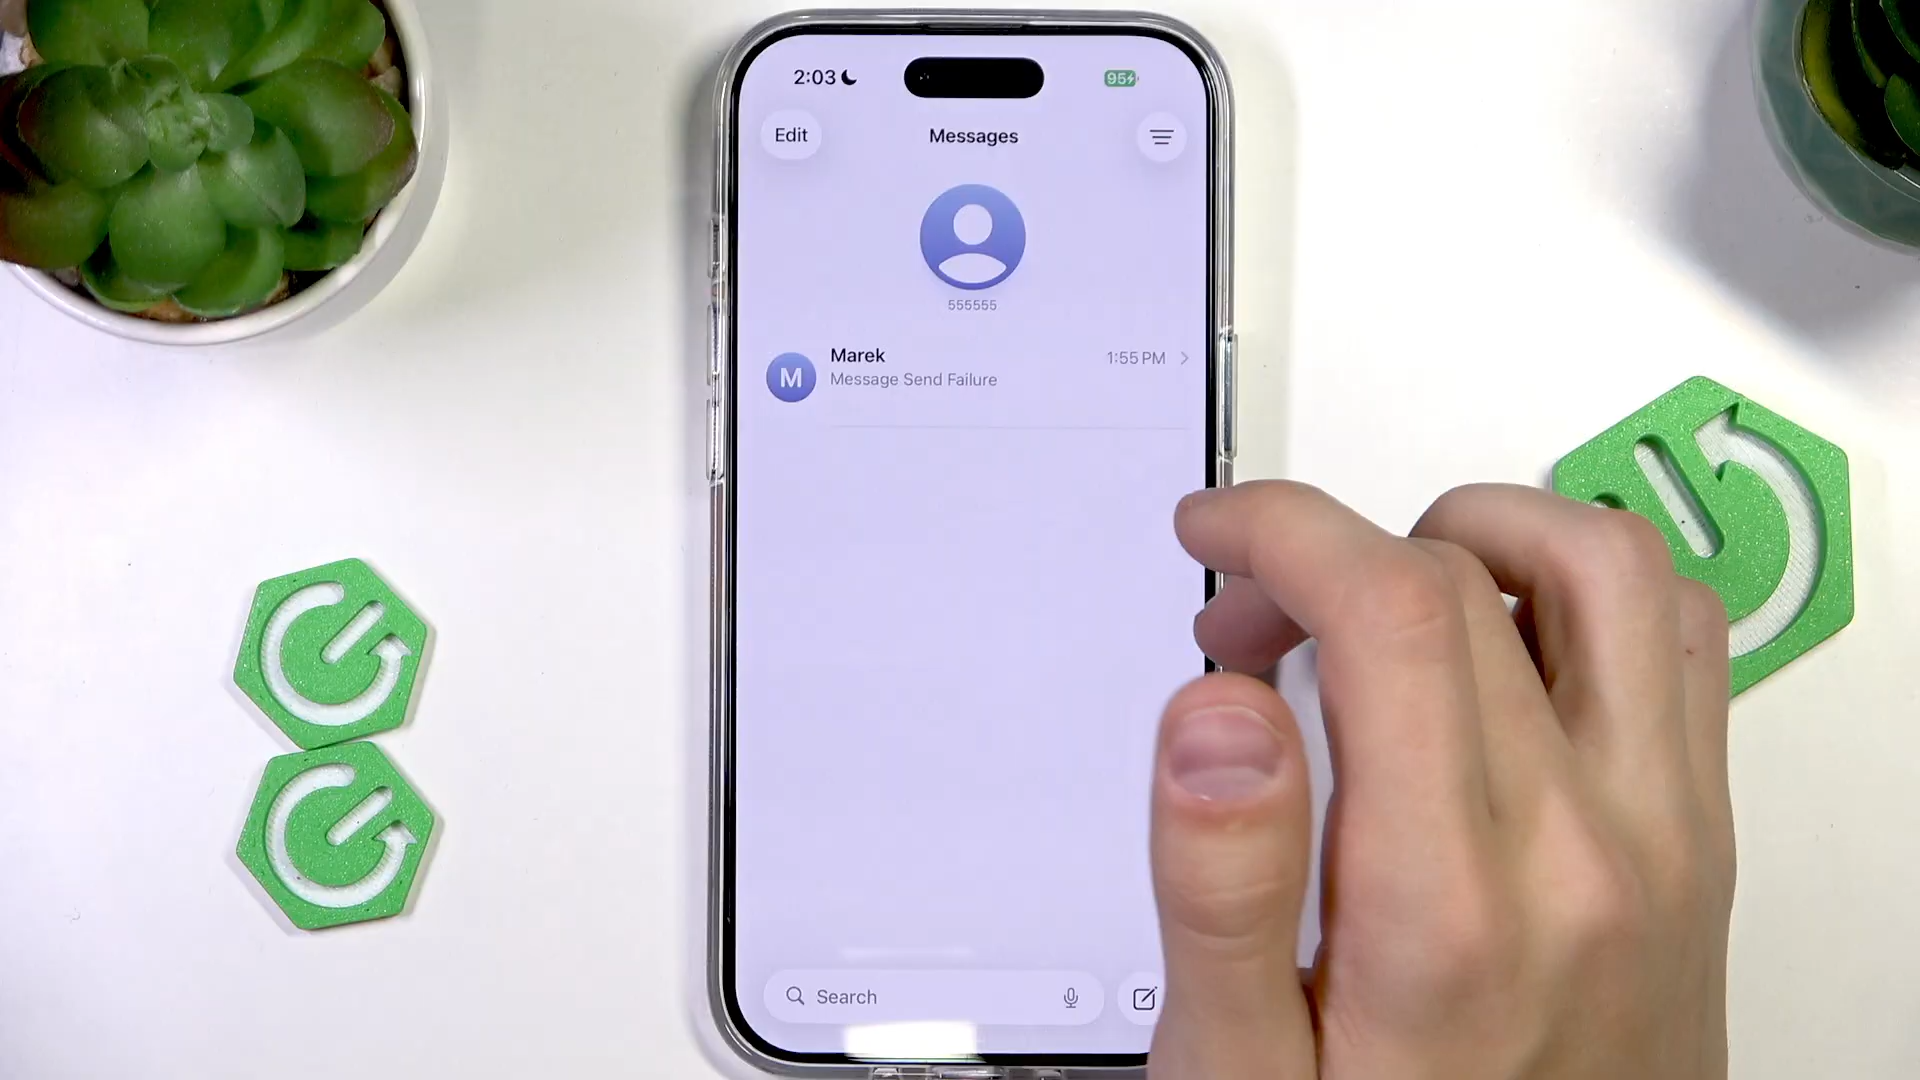 2:03
95
Edit
Messages
555555
Marek
1:55 PM
M
Message Send Failure
Search